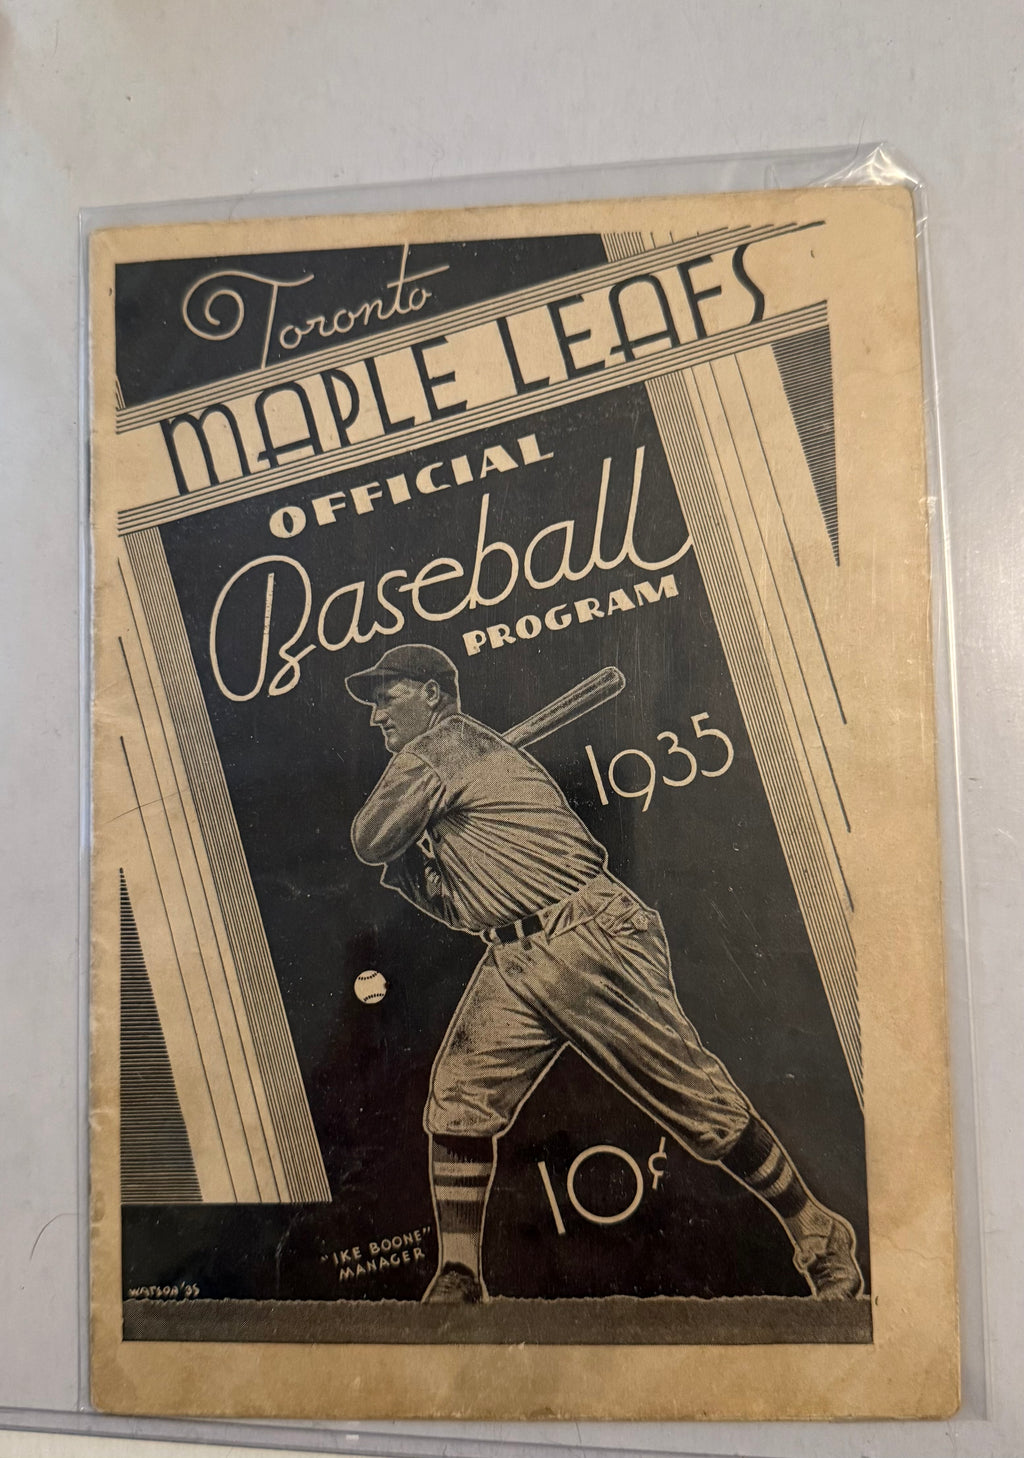 Toronto
MAPLE LEAFS
OFFICIAL
Baseball
PROGRAM
1935
10¢
"IKE BOONE"
MANAGER
WATSON '35